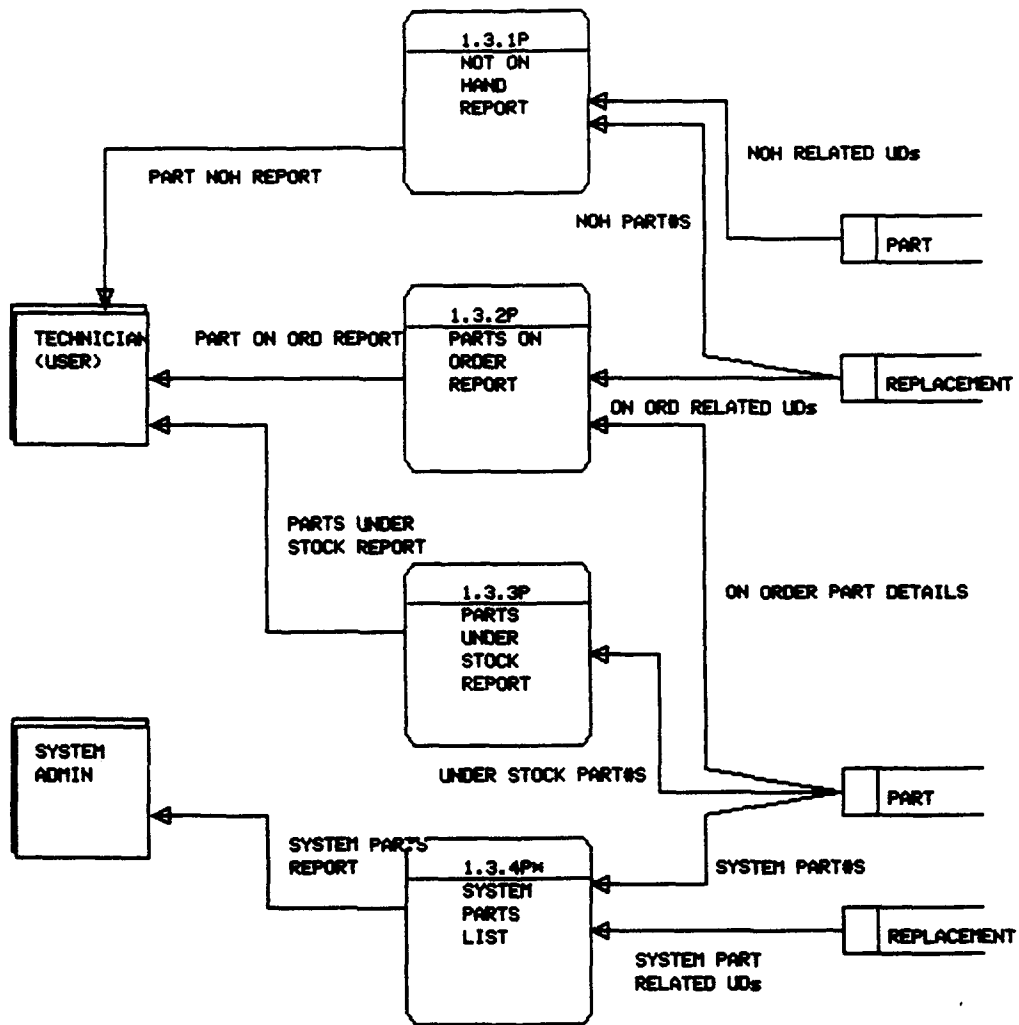 1.3.1P
NOT ON
HAND
REPORT
NOH RELATED UDs
PART NOH REPORT
NOH PART#S
PART
1.3.2P
TECHNICIAN
(USER)
PART ON ORD REPORT
PARTS ON
ORDER
REPORT
REPLACEMENT
ON ORD RELATED UDs
PARTS UNDER
STOCK REPORT
1.3.3P
PARTS
UNDER
STOCK
REPORT
ON ORDER PART DETAILS
SYSTEM
ADMIN
UNDER STOCK PART#S
PART
SYSTEM PARTS
REPORT
1.3.4P*
SYSTEM
PARTS
LIST
SYSTEM PART#S
REPLACEMENT
SYSTEM PART
RELATED UDs